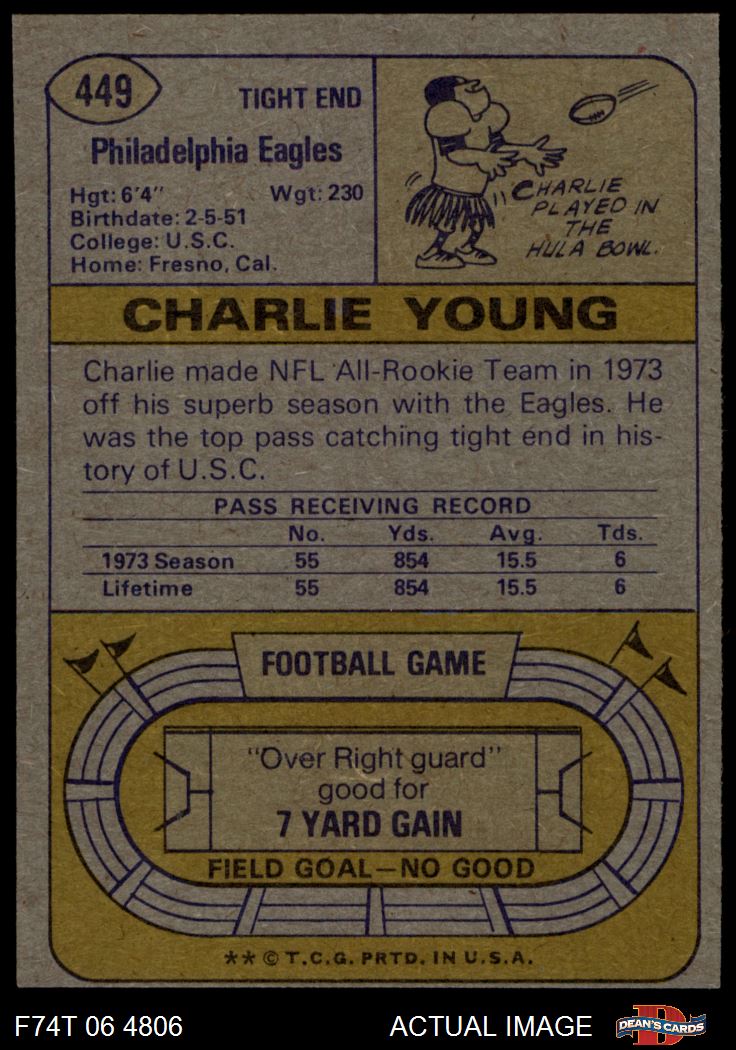 449
TIGHT END
Philadelphia Eagles
Hgt: 6'4" Wgt: 230
Birthdate: 2-5-51
College: U.S.C.
Home: Fresno, Cal.
CHARLIE
PLAYED IN
THE
HULA BOWL.
CHARLIE YOUNG
Charlie made NFL All-Rookie Team in 1973
off his superb season with the Eagles. He
was the top pass catching tight end in his-
tory of U.S.C.
PASS RECEIVING RECORD
No. Yds. Avg. Tds.
1973 Season 55 854 15.5 6
Lifetime 55 854 15.5 6
FOOTBALL GAME
"Over Right guard"
good for
7 YARD GAIN
FIELD GOAL—NO GOOD
** © T.C.G. PRTD. IN U.S.A.
F74T 06 4806 ACTUAL IMAGE
D
DEAN'S CARDS